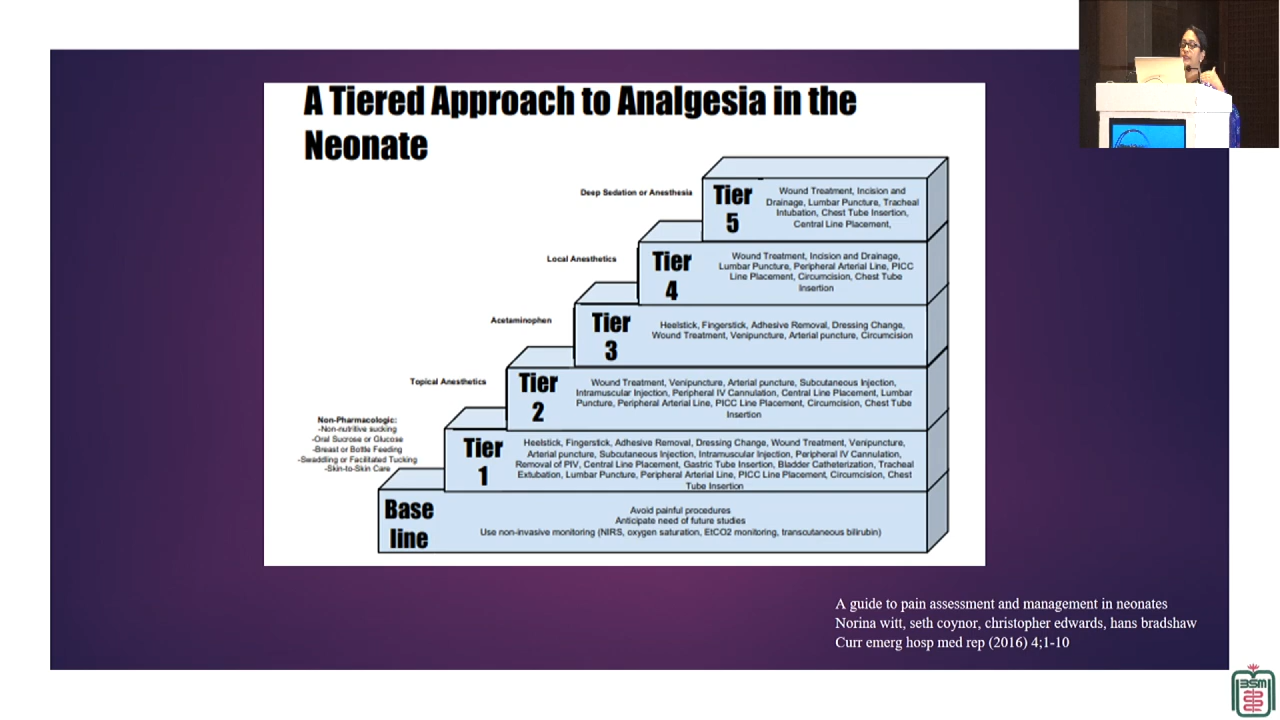 A Tiered Approach to Analgesia in the
Neonate
Deep Sedation or Anesthesia
Tier
5
Wound Treatment, Incision and
Drainage, Lumbar Puncture, Tracheal
Intubation, Chest Tube Insertion,
Central Line Placement,
Local Anesthetics
Tier
4
Wound Treatment, Incision and Drainage,
Lumbar Puncture, Peripheral Arterial Line, PICC
Line Placement, Circumcision, Chest Tube
Insertion
Acetaminophen
Tier
3
Heelstick, Fingerstick, Adhesive Removal, Dressing Change,
Wound Treatment, Venipuncture, Arterial puncture, Circumcision
Topical Anesthetics
Tier
2
Wound Treatment, Venipuncture, Arterial puncture, Subcutaneous Injection,
Intramuscular Injection, Peripheral IV Cannulation, Central Line Placement, Lumbar
Puncture, Peripheral Arterial Line, PICC Line Placement, Circumcision, Chest Tube
Insertion
Non-Pharmacologic:
-Non-nutritive sucking
-Oral Sucrose or Glucose
-Breast or Bottle Feeding
-Swaddling or Facilitated Tucking
-Skin-to-Skin Care
Tier
1
Heelstick, Fingerstick, Adhesive Removal, Dressing Change, Wound Treatment, Venipuncture,
Arterial puncture, Subcutaneous Injection, Intramuscular Injection, Peripheral IV Cannulation,
Removal of PIV, Central Line Placement, Gastric Tube Insertion, Bladder Catheterization, Tracheal
Extubation, Lumbar Puncture, Peripheral Arterial Line, PICC Line Placement, Circumcision, Chest
Tube Insertion
Base
line
Avoid painful procedures
Anticipate need of future studies
Use non-invasive monitoring (NIRS, oxygen saturation, EtCO2 monitoring, transcutaneous bilirubin)
A guide to pain assessment and management in neonates
Norina witt, seth coynor, christopher edwards, hans bradshaw
Curr emerg hosp med rep (2016) 4;1-10